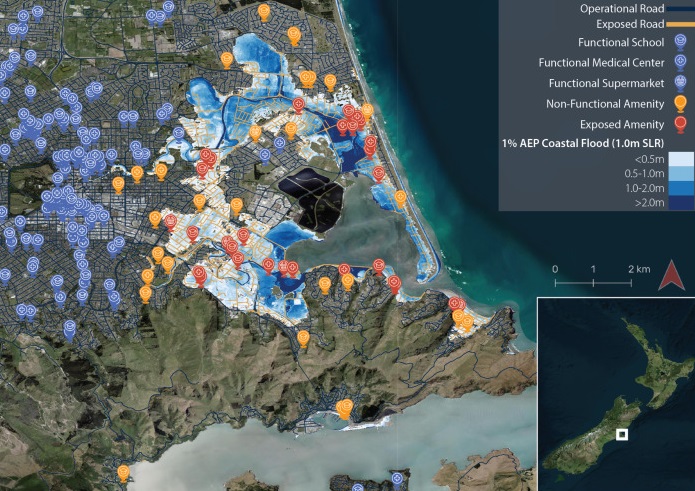 Operational Road
Exposed Road
Functional School
Functional Medical Center
Functional Supermarket
Non-Functional Amenity
Exposed Amenity
1% AEP Coastal Flood (1.0m SLR)
<0.5m
0.5-1.0m
1.0-2.0m
>2.0m
0 1 2 km